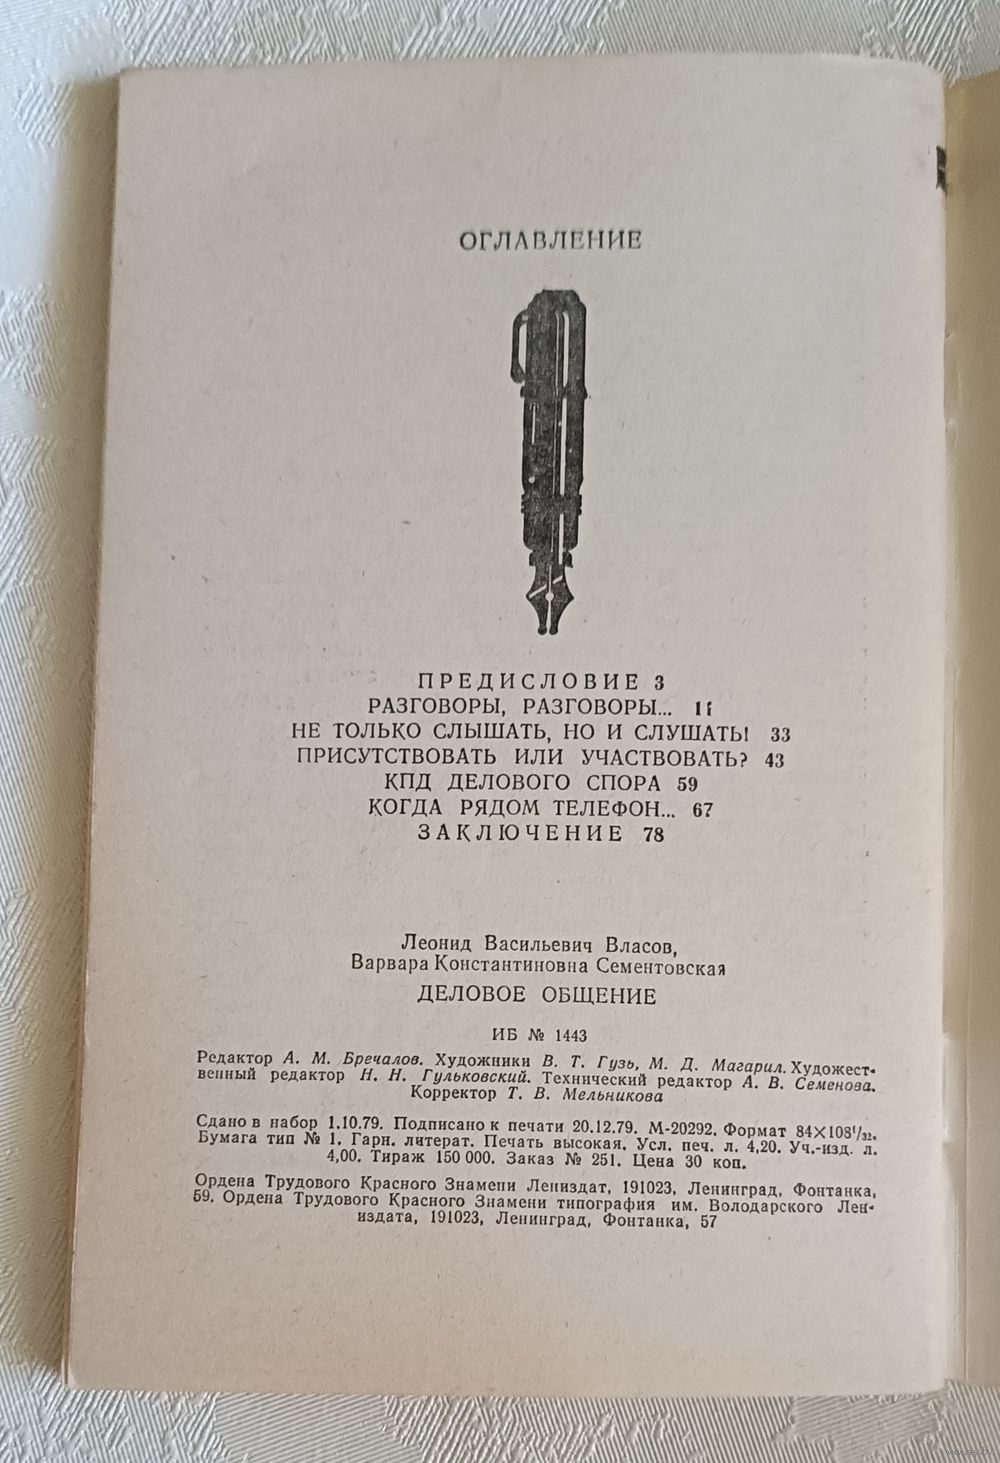 ОГЛАВЛЕНИЕ
ПРЕДИСЛОВИЕ 3
РАЗГОВОРЫ, РАЗГОВОРЫ... 11
НЕ ТОЛЬКО СЛЫШАТЬ, НО И СЛУШАТЬ! 33
ПРИСУТСТВОВАТЬ ИЛИ УЧАСТВОВАТЬ? 43
КПД ДЕЛОВОГО СПОРА 59
КОГДА РЯДОМ ТЕЛЕФОН... 67
ЗАКЛЮЧЕНИЕ 78
Леонид Васильевич Власов,
Варвара Константиновна Сементовская
ДЕЛОВОЕ ОБЩЕНИЕ
ИБ № 1443
Редактор А. М. Бречалов. Художники В. Т. Гузь, М. Д. Магарил. Художест-
венный редактор Н. Н. Гульковский. Технический редактор А. В. Семенова.
Корректор Т. В. Мельникова
Сдано в набор 1.10.79. Подписано к печати 20.12.79. М-20292. Формат 84×108¹/₃₂.
Бумага тип № 1. Гарн. литерат. Печать высокая. Усл. печ. л. 4,20. Уч.-изд. л.
4,00. Тираж 150 000. Заказ № 251. Цена 30 коп.
Ордена Трудового Красного Знамени Лениздат, 191023, Ленинград, Фонтанка,
59. Ордена Трудового Красного Знамени типография им. Володарского Лен-
издата, 191023, Ленинград, Фонтанка, 57